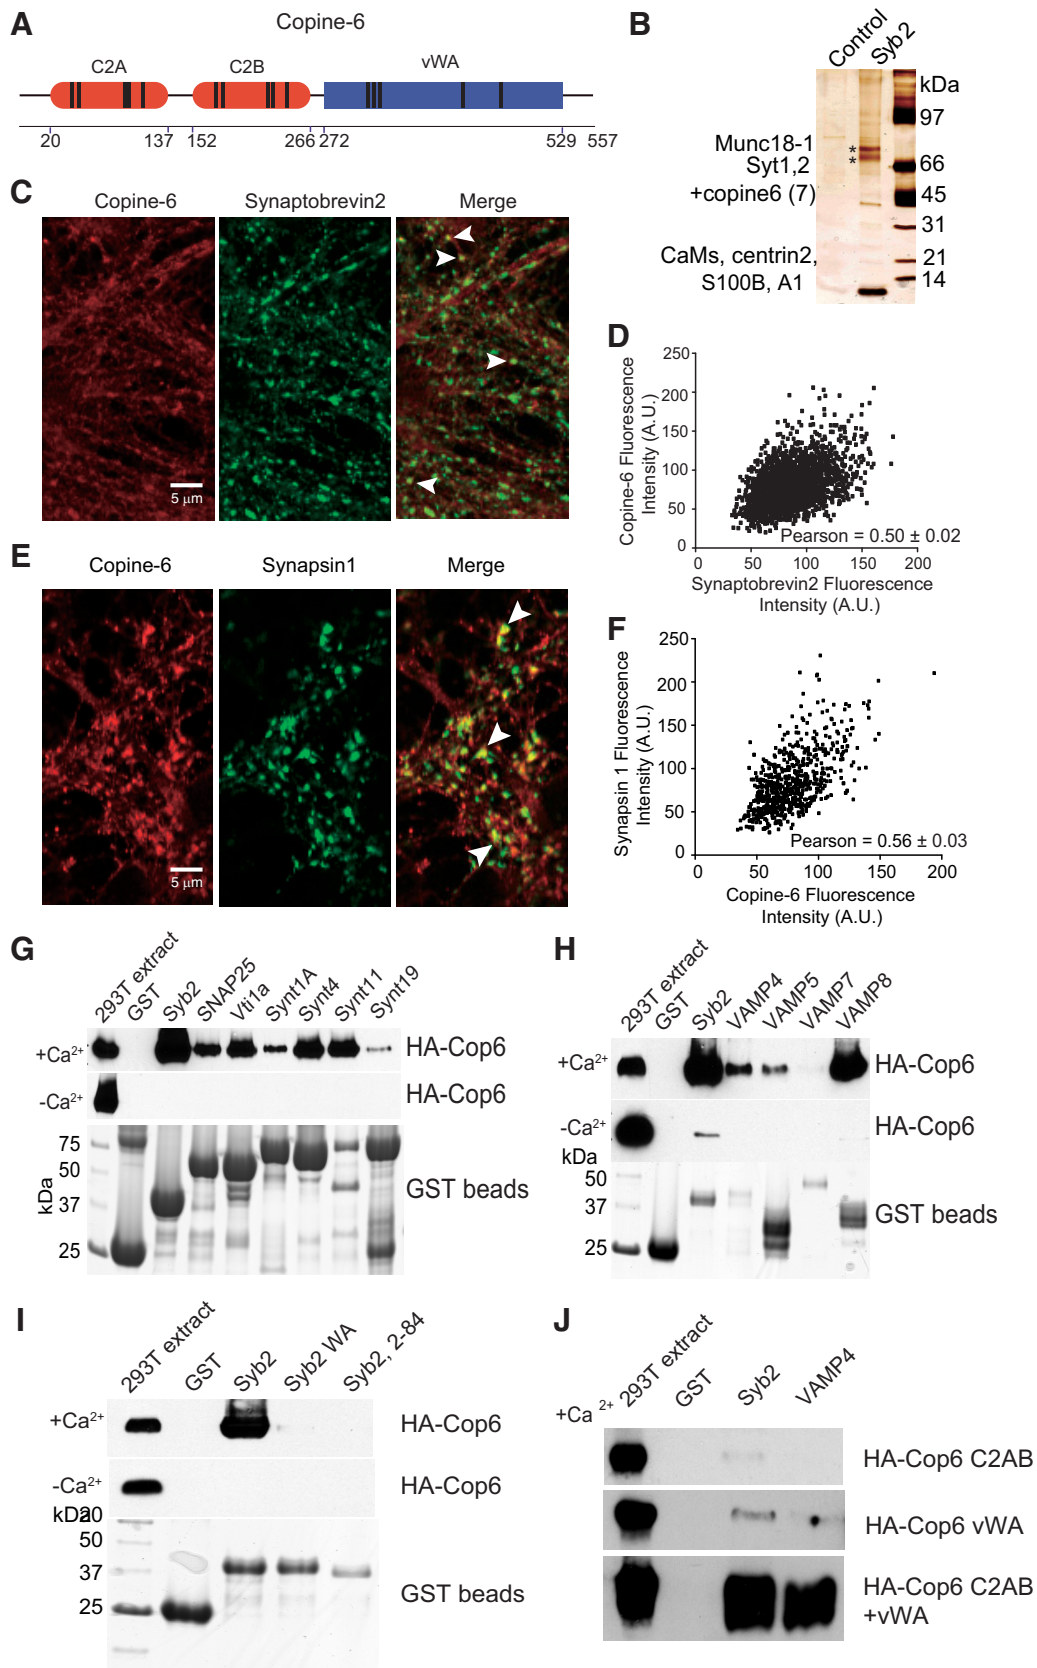 A
Copine-6
C2A
C2B
vWA
20
137
152
266
272
529
557
B
Control
Syb2
kDa
97
66
45
31
21
14
Munc18-1
Syt1,2
+copine6 (7)
CaMs, centrin2,
S100B, A1
*
*
C
Copine-6
Synaptobrevin2
Merge
5 µm
D
Copine-6 Fluorescence
Intensity (A.U.)
250
200
150
100
50
0
Pearson = 0.50 ± 0.02
0
50
100
150
200
Synaptobrevin2 Fluorescence
Intensity (A.U.)
E
Copine-6
Synapsin1
Merge
5 µm
F
Synapsin 1 Fluorescence
Intensity (A.U.)
250
200
150
100
50
0
Pearson = 0.56 ± 0.03
0
50
100
150
200
Copine-6 Fluorescence
Intensity (A.U.)
G
293T extract
GST
Syb2
SNAP25
Vti1a
Synt1A
Synt4
Synt11
Synt19
+Ca2+
HA-Cop6
-Ca2+
HA-Cop6
kDa
75
50
37
25
GST beads
H
293T extract
GST
Syb2
VAMP4
VAMP5
VAMP7
VAMP8
+Ca2+
HA-Cop6
-Ca2+
HA-Cop6
kDa
50
37
25
GST beads
I
293T extract
GST
Syb2
Syb2 WA
Syb2, 2-84
+Ca2+
HA-Cop6
-Ca2+
HA-Cop6
kDa
50
37
25
GST beads
J
293T extract
GST
Syb2
VAMP4
+Ca 2+
HA-Cop6 C2AB
HA-Cop6 vWA
HA-Cop6 C2AB
+vWA